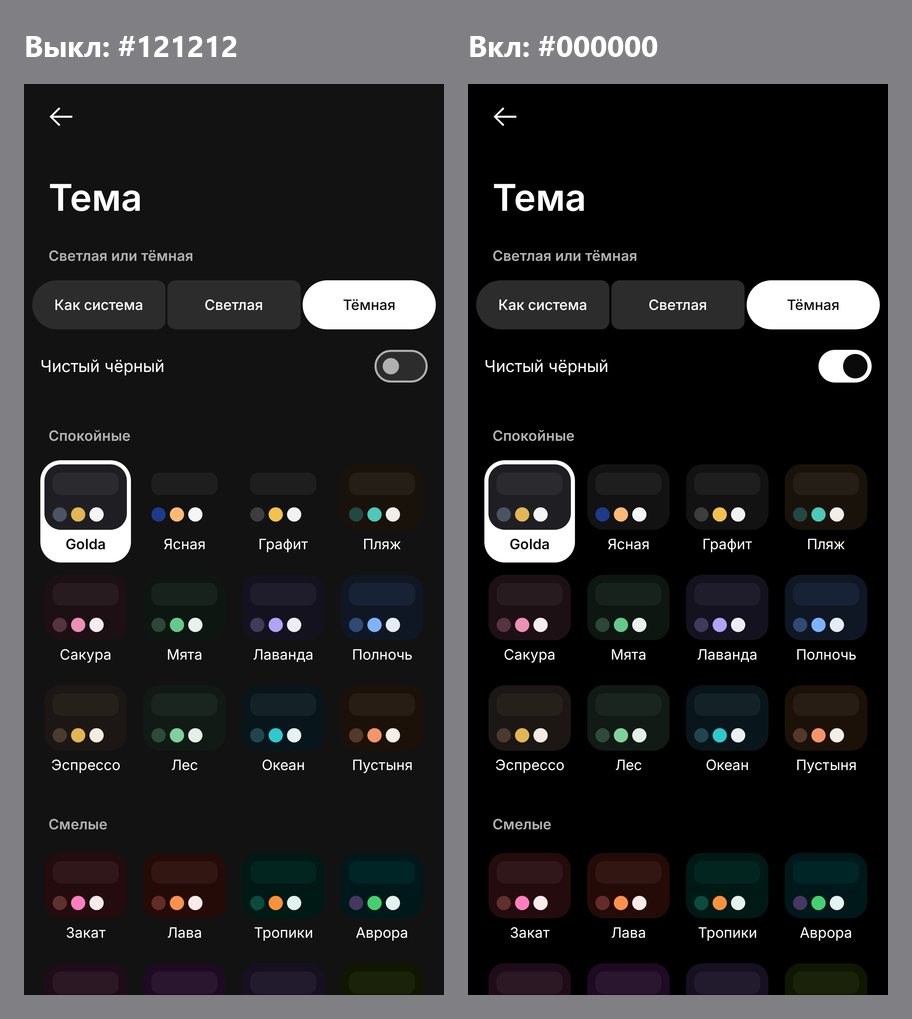 Выкл: #121212
Тема
Светлая или тёмная
Как система Светлая Тёмная
Чистый чёрный
Спокойные
Golda Ясная Графит Пляж
Сакура Мята Лаванда Полночь
Эспрессо Лес Океан Пустыня
Смелые
Закат Лава Тропики Аврора
Вкл: #000000
Тема
Светлая или тёмная
Как система Светлая Тёмная
Чистый чёрный
Спокойные
Golda Ясная Графит Пляж
Сакура Мята Лаванда Полночь
Эспрессо Лес Океан Пустыня
Смелые
Закат Лава Тропики Аврора